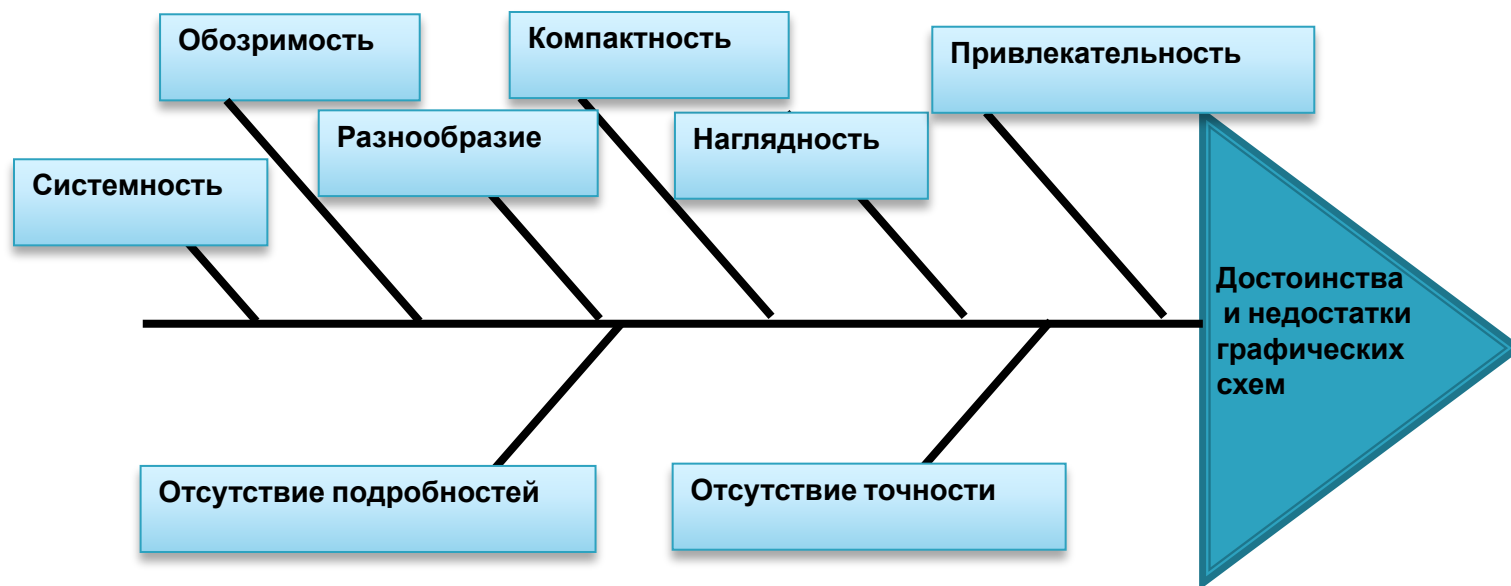 Обозримость
Компактность
Привлекательность
Разнообразие
Наглядность
Системность
Достоинства
и недостатки
графических
схем
Отсутствие подробностей
Отсутствие точности